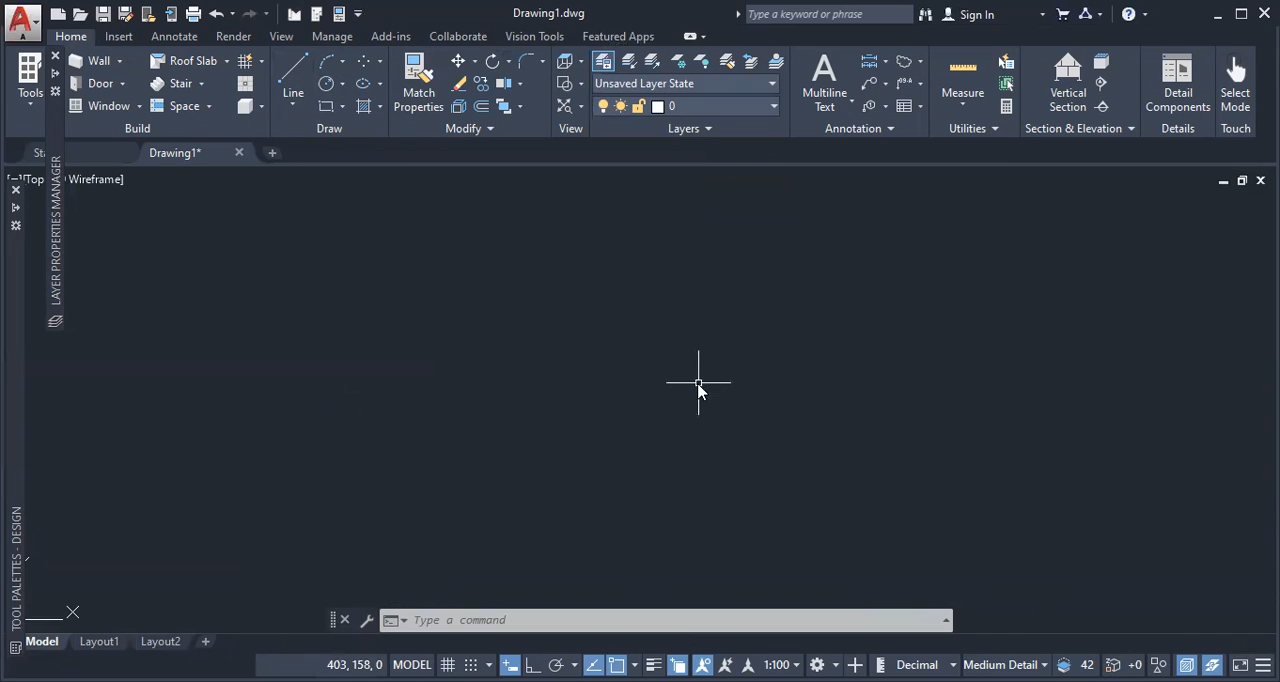 Drawing1.dwg
Type a keyword or phrase
Sign In
Home Insert Annotate Render View Manage Add-ins Collaborate Vision Tools Featured Apps
Tools
Wall
Door
Window
Roof Slab
Stair
Space
Build
Line
Draw
Match
Properties
Modify
View
Unsaved Layer State
0
Layers
Multiline
Text
Annotation
Measure
Utilities
Vertical
Section
Section & Elevation
Detail
Components
Details
Select
Mode
Touch
Sta
Drawing1*
[–]Top
Wireframe]
LAYER PROPERTIES MANAGER
TOOL PALETTES - DESIGN
Type a command
Model Layout1 Layout2
403, 158, 0 MODEL 1:100 Decimal Medium Detail 42 +0